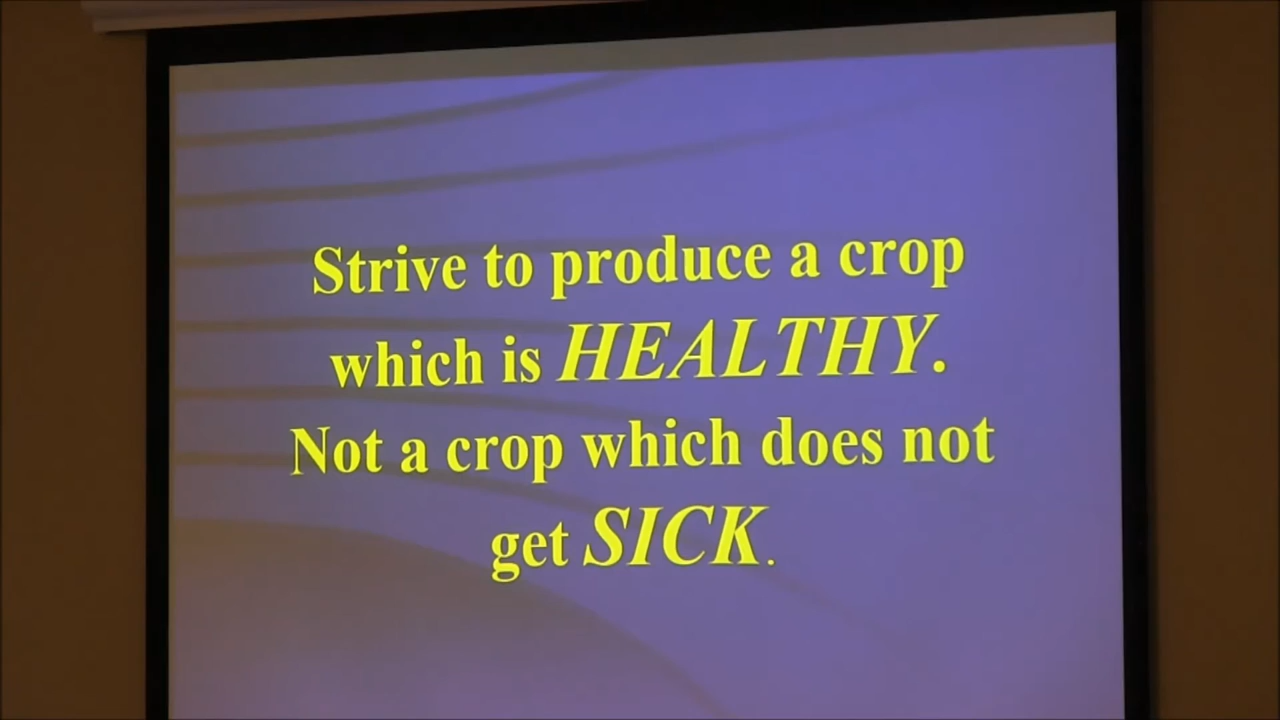 Strive to produce a crop
which is HEALTHY.
Not a crop which does not
get SICK.